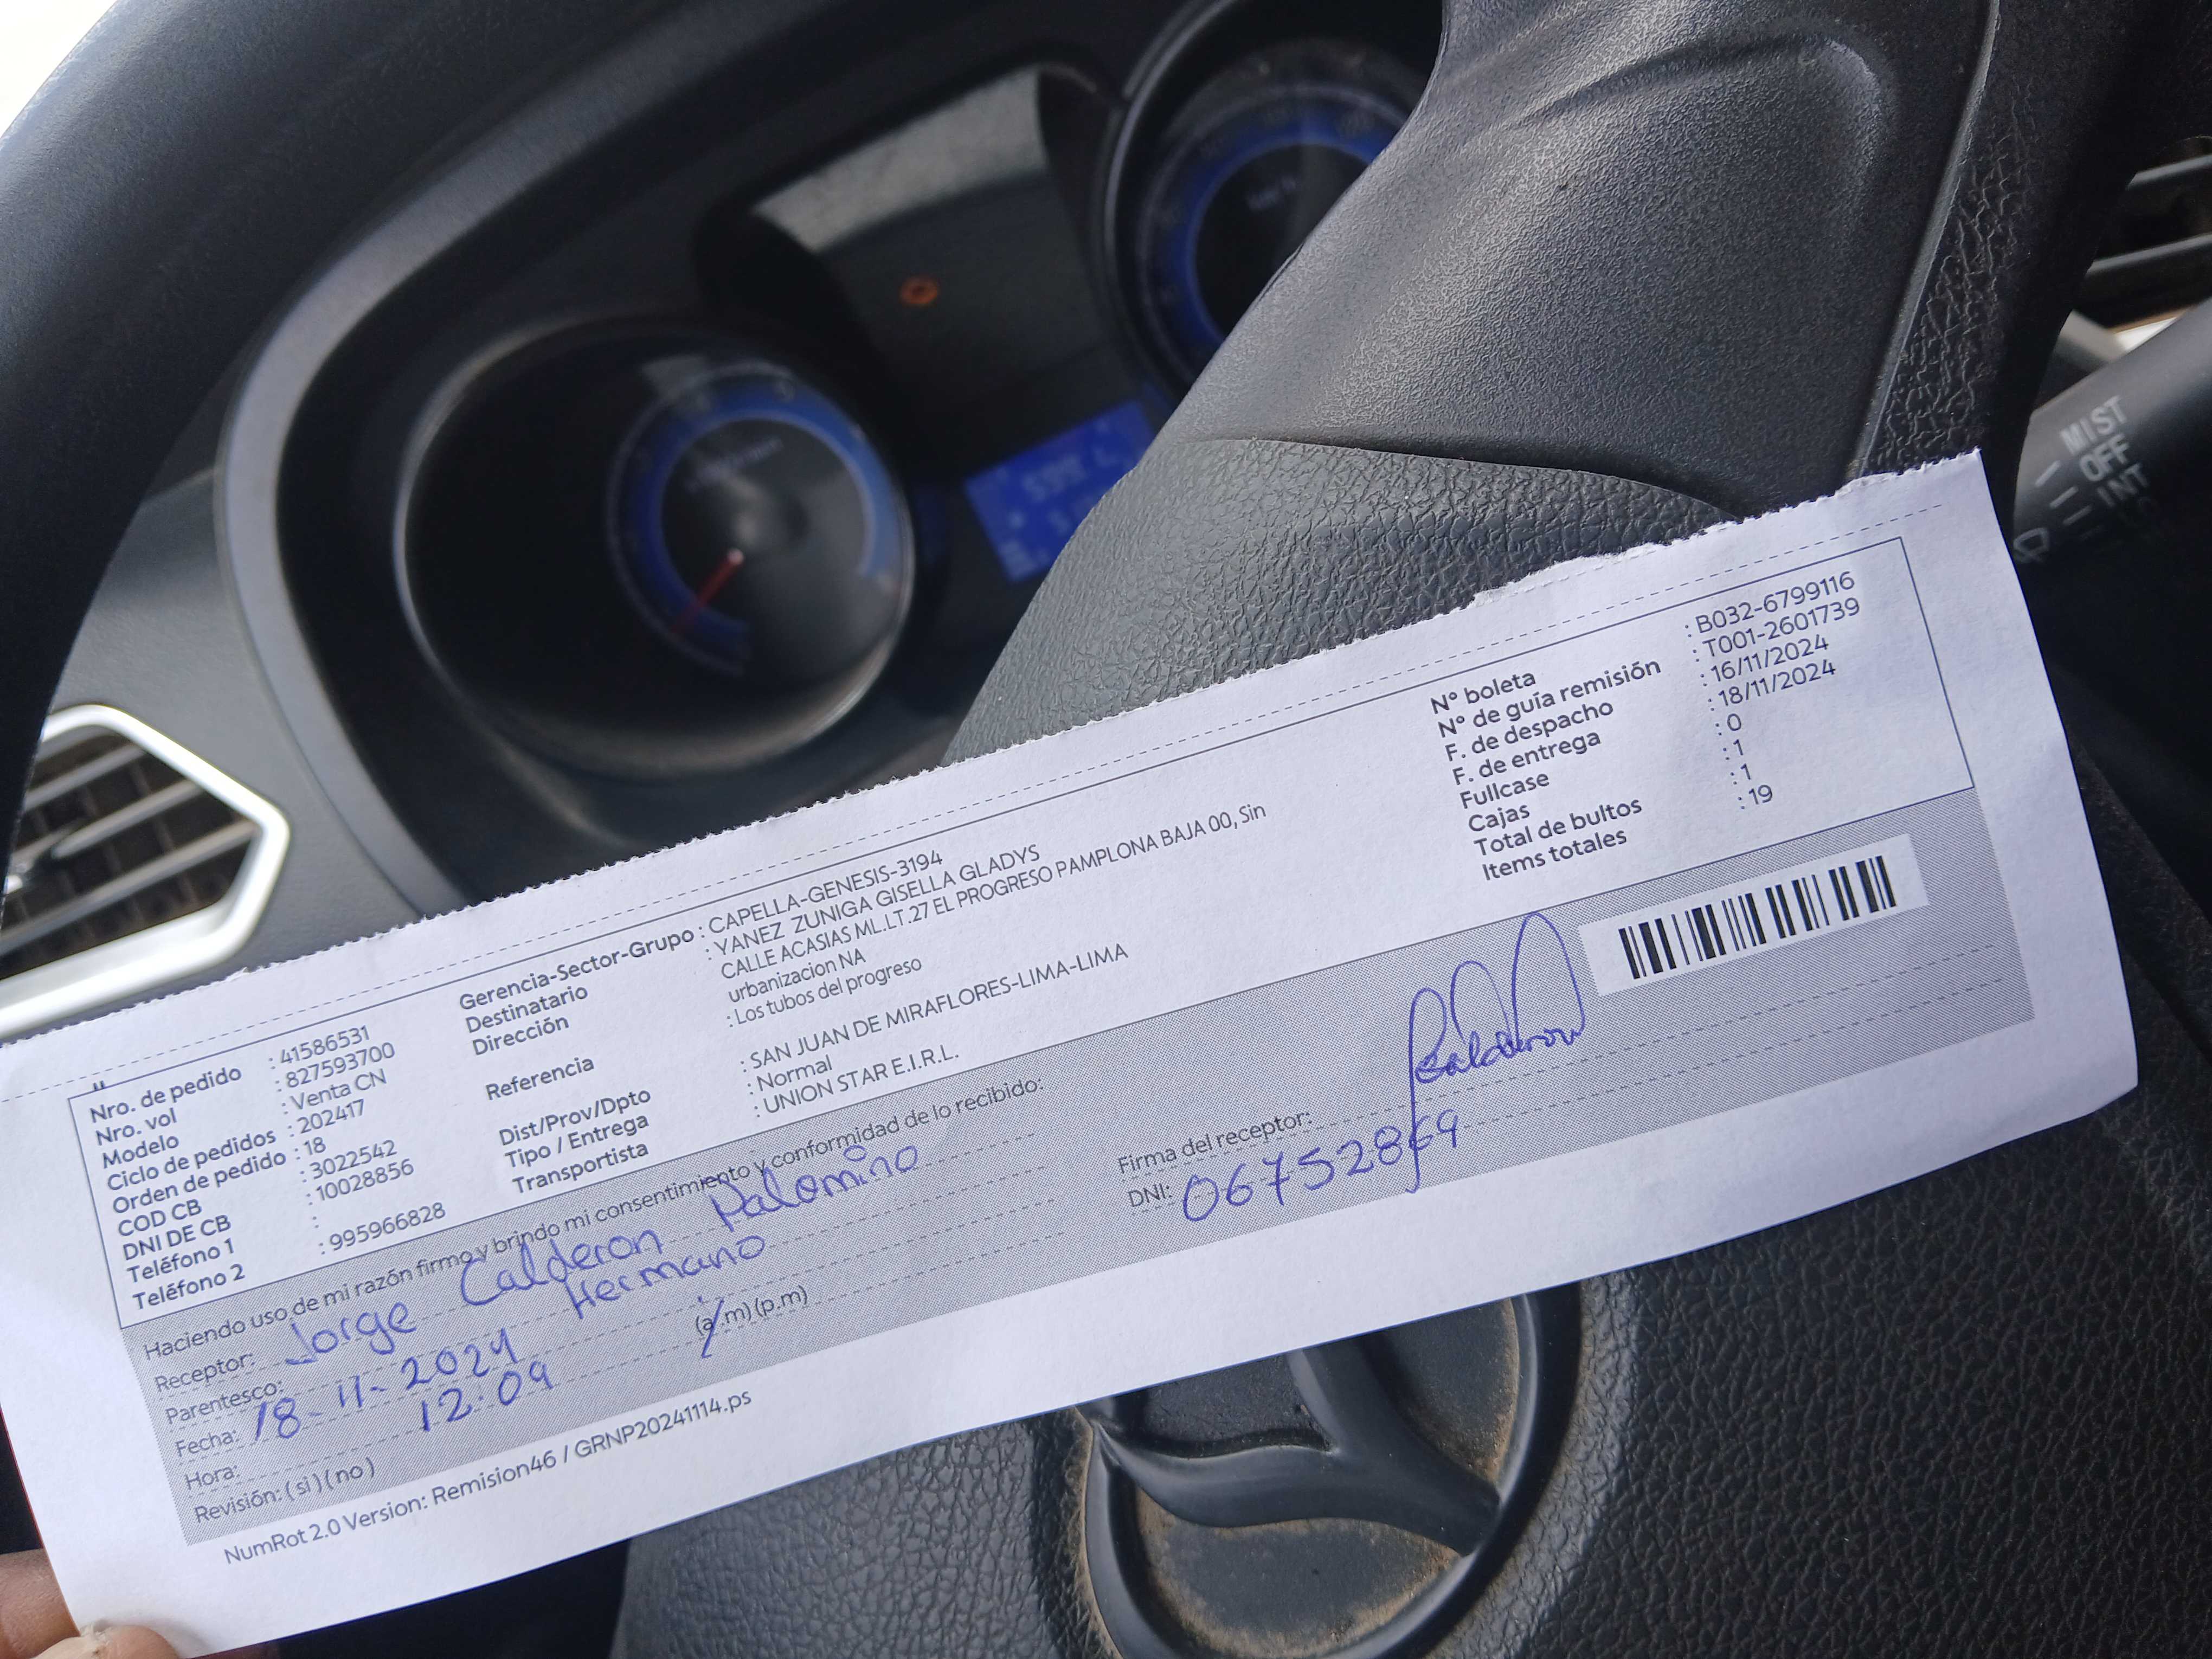 MIST
OFF
INT
Nro. de pedido : 41586531
Nro. vol : 827593700
Modelo : Venta CN
Ciclo de pedidos : 202417
Orden de pedido : 18
COD CB : 3022542
DNI DE CB : 10028856
Teléfono 1 :
Teléfono 2 : 995966828
Gerencia-Sector-Grupo : CAPELLA-GENESIS-3194
Destinatario : YANEZ ZUNIGA GISELLA GLADYS
Dirección CALLE ACASIAS ML.LT.27 EL PROGRESO PAMPLONA BAJA 00, Sin
urbanizacion NA
Referencia : Los tubos del progreso
Dist/Prov/Dpto : SAN JUAN DE MIRAFLORES-LIMA-LIMA
Tipo / Entrega : Normal
Transportista : UNION STAR E.I.R.L.
N° boleta : B032-6799116
N° de guía remisión : T001-2601739
F. de despacho : 16/11/2024
F. de entrega : 18/11/2024
Fullcase : 0
Cajas : 1
Total de bultos : 1
Items totales : 19
Haciendo uso de mi razón firmo y brindo mi consentimiento y conformidad de lo recibido:
Receptor: Jorge Calderon Palomino
Parentesco: Hermano
Fecha: 18-11-2024
Hora: 12:09 (a.m) (p.m)
Revisión: (si) (no)
Firma del receptor: Calderon
DNI: 06752869
NumRot 2.0 Version: Remision46 / GRNP20241114.ps